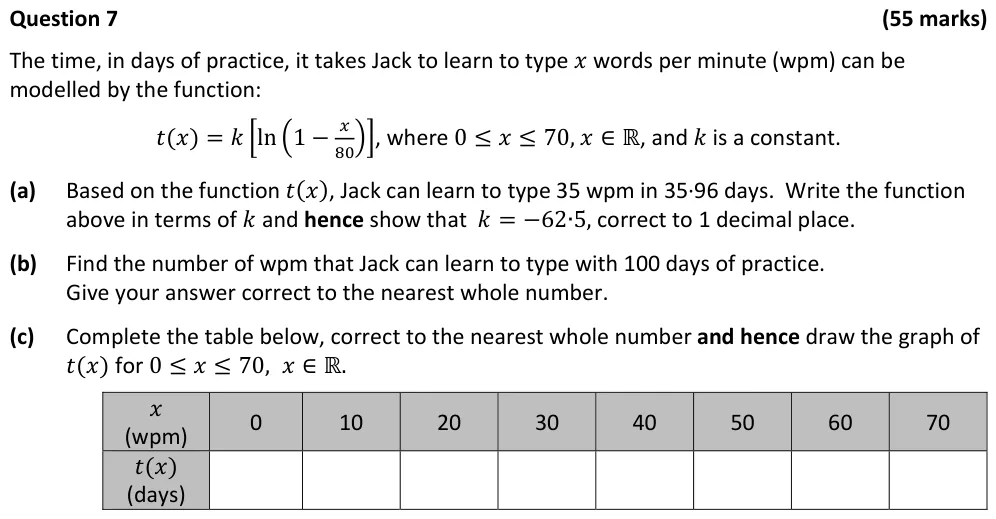 Question 7 (55 marks)
The time, in days of practice, it takes Jack to learn to type x words per minute (wpm) can be
modelled by the function:
t(x) = k [ln (1 − x/80)], where 0 ≤ x ≤ 70, x ∈ ℝ, and k is a constant.
(a) Based on the function t(x), Jack can learn to type 35 wpm in 35·96 days. Write the function
above in terms of k and hence show that k = −62·5, correct to 1 decimal place.
(b) Find the number of wpm that Jack can learn to type with 100 days of practice.
Give your answer correct to the nearest whole number.
(c) Complete the table below, correct to the nearest whole number and hence draw the graph of
t(x) for 0 ≤ x ≤ 70, x ∈ ℝ.
x
(wpm) 0 10 20 30 40 50 60 70
t(x)
(days)